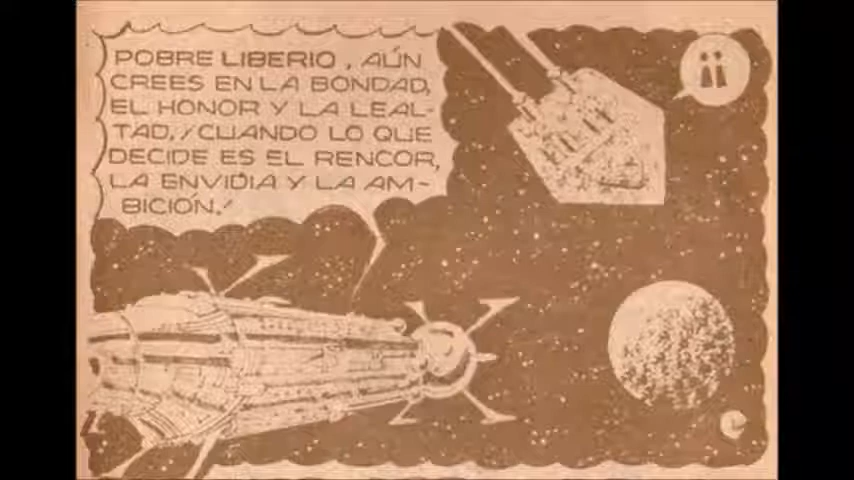 POBRE LIBERIO, AÚN
CREES EN LA BONDAD,
EL HONOR Y LA LEAL-
TAD, ¡CUANDO LO QUE
DECIDE ES EL RENCOR,
LA ENVIDIA Y LA AM-
BICIÓN!
¡¡